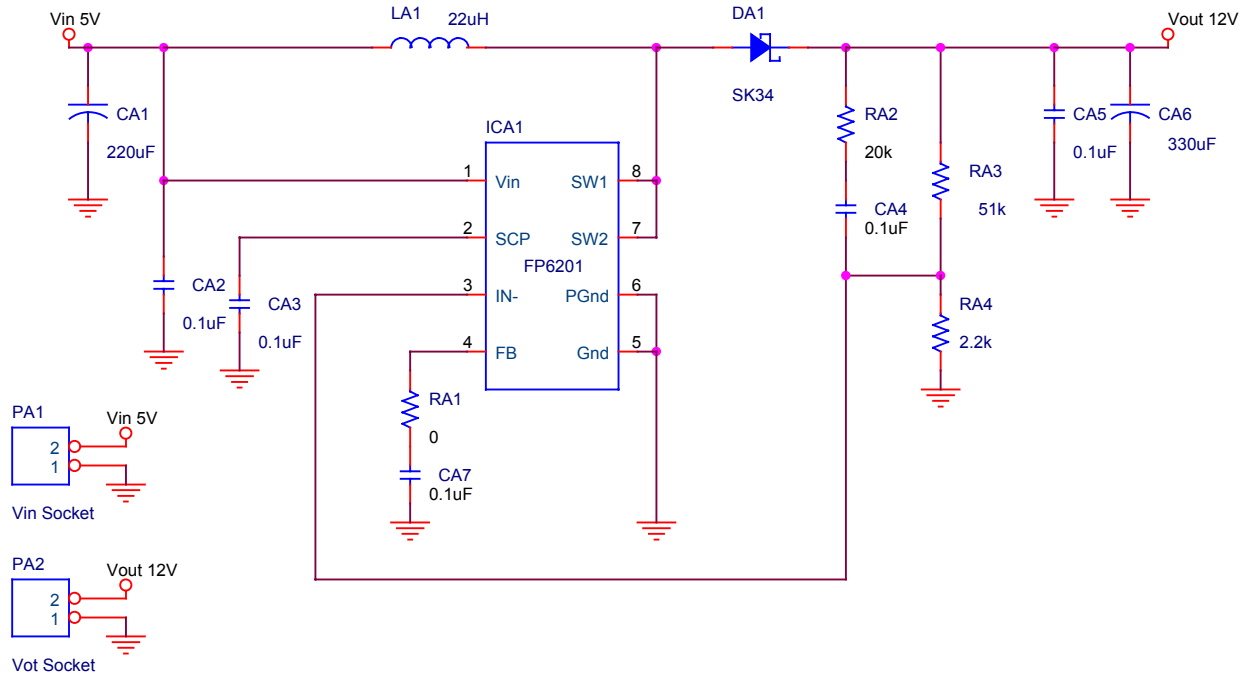 Vin 5V
LA1
22uH
DA1
Vout 12V
SK34
CA1
220uF
ICA1
RA2
20k
CA5
0.1uF
CA6
330uF
1
Vin
SW1
8
RA3
51k
CA4
0.1uF
2
SCP
SW2
7
FP6201
CA2
0.1uF
CA3
0.1uF
3
IN-
PGnd
6
RA4
2.2k
4
FB
Gnd
5
RA1
0
CA7
0.1uF
PA1
Vin 5V
2
1
Vin Socket
PA2
Vout 12V
2
1
Vot Socket